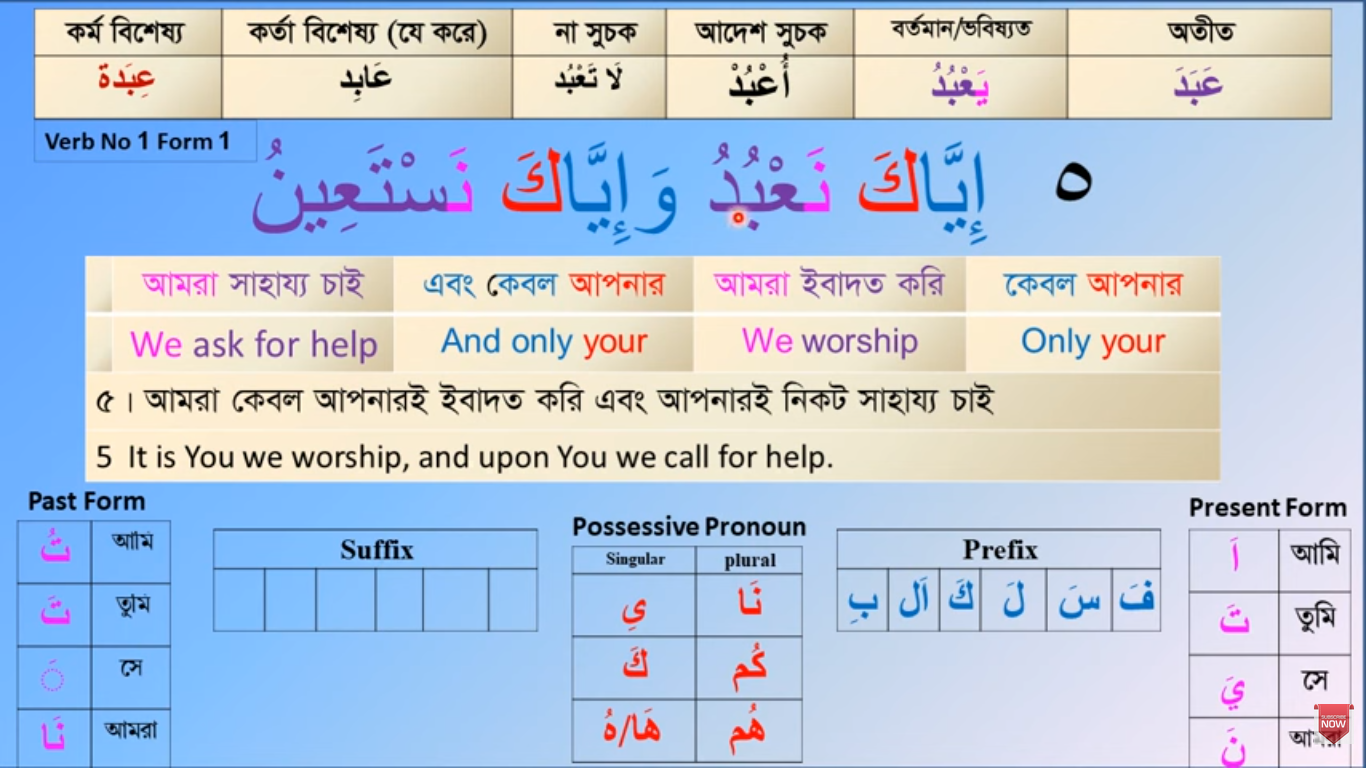 কর্ম বিশেষ্য কর্তা বিশেষ্য (যে করে) না সুচক আদেশ সুচক বর্তমান/ভবিষ্যত অতীত
عِبَدة عَابِد لَا تَعْبُد أُعْبُدْ يَعْبُدُ عَبَدَ
Verb No 1 Form 1
٥ إِيَّاكَ نَعْبُدُ وَإِيَّاكَ نَسْتَعِينُ
আমরা সাহায্য চাই এবং কেবল আপনার আমরা ইবাদত করি কেবল আপনার
We ask for help And only your We worship Only your
৫। আমরা কেবল আপনারই ইবাদত করি এবং আপনারই নিকট সাহায্য চাই
5 It is You we worship, and upon You we call for help.
Past Form
تُ আমি
تَ তুমি
َ সে
نَا আমরা
Suffix
Possessive Pronoun
Singular plural
يِ نَا
كَ كُم
هَا/هُ هُم
Prefix
بِ اَل كَ لَ سَ فَ
Present Form
اَ আমি
تَ তুমি
يَ সে
نَ
SUBSCRIBE
NOW